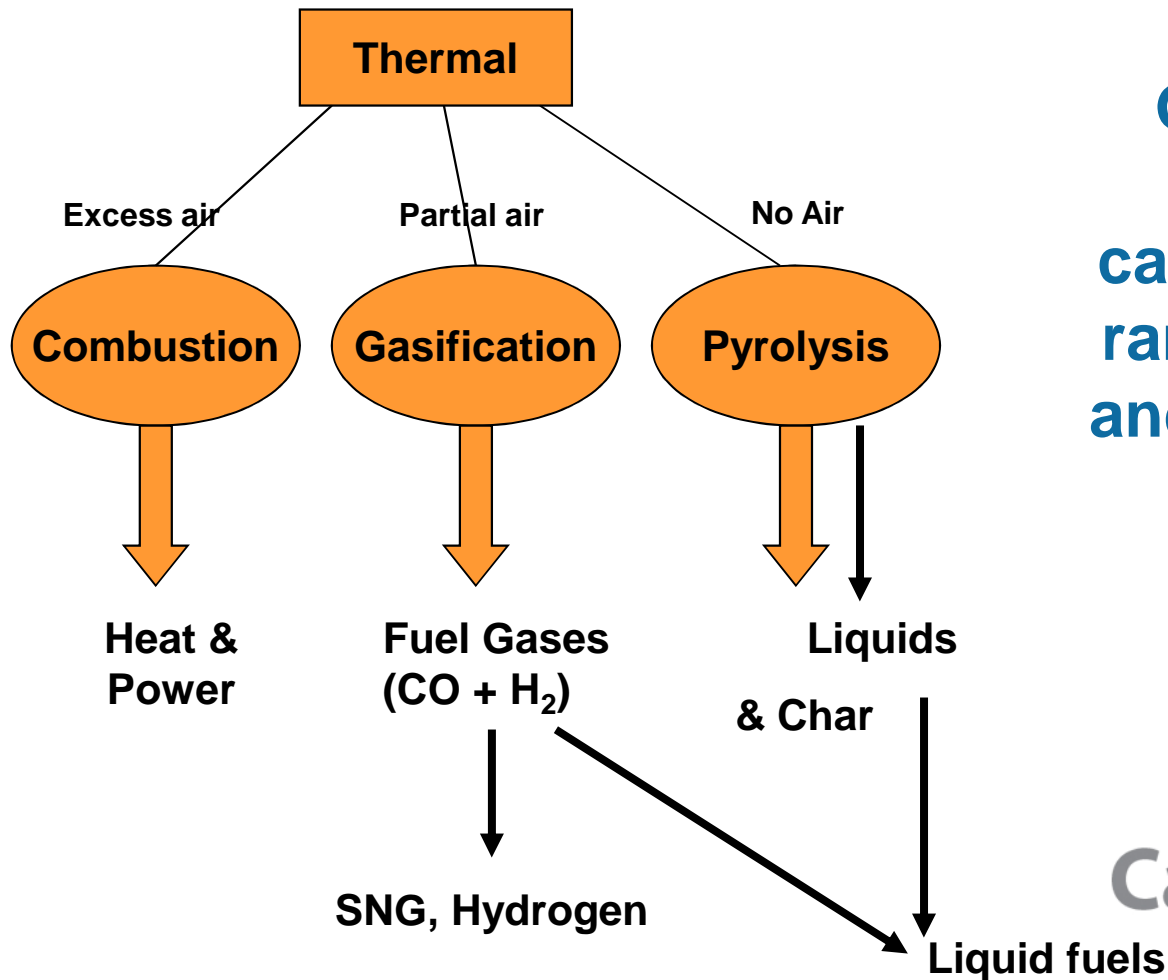 Thermal
Excess air
Partial air
No Air
Combustion
Gasification
Pyrolysis
Heat &
Power
Fuel Gases
(CO + H₂)
Liquids
& Char
SNG, Hydrogen
Liquid fuels